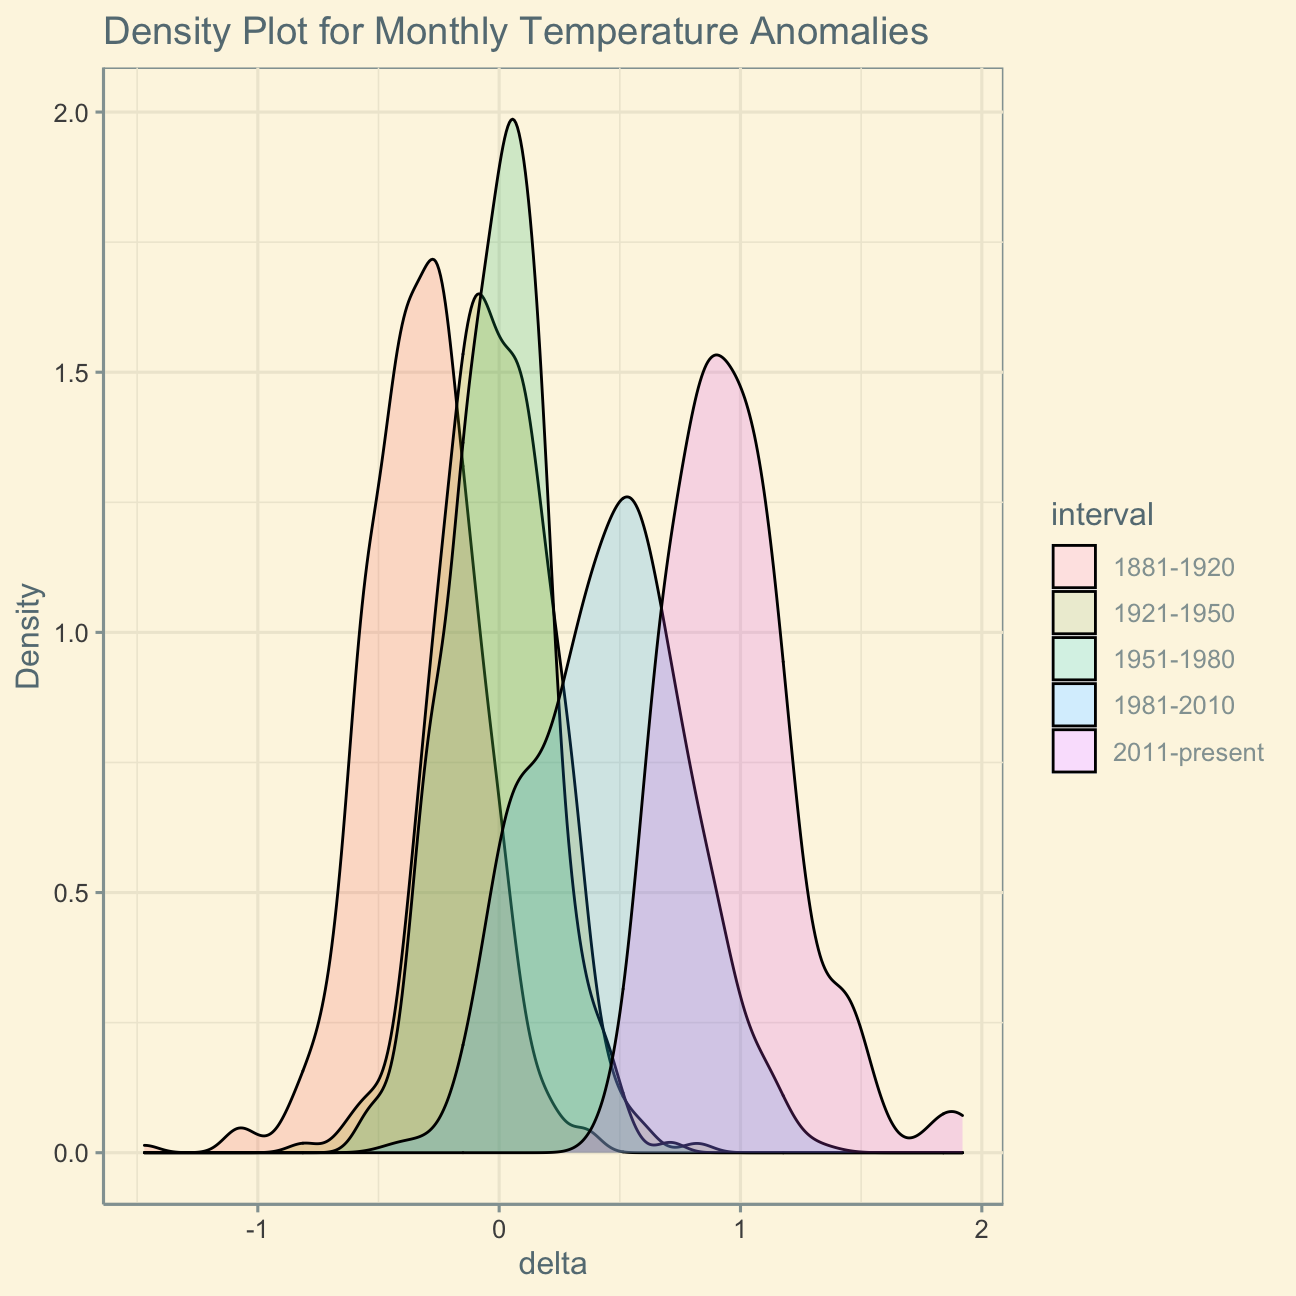 Density Plot for Monthly Temperature Anomalies
Density
2.0
1.5
1.0
0.5
0.0
-1
0
1
2
delta
interval
1881-1920
1921-1950
1951-1980
1981-2010
2011-present